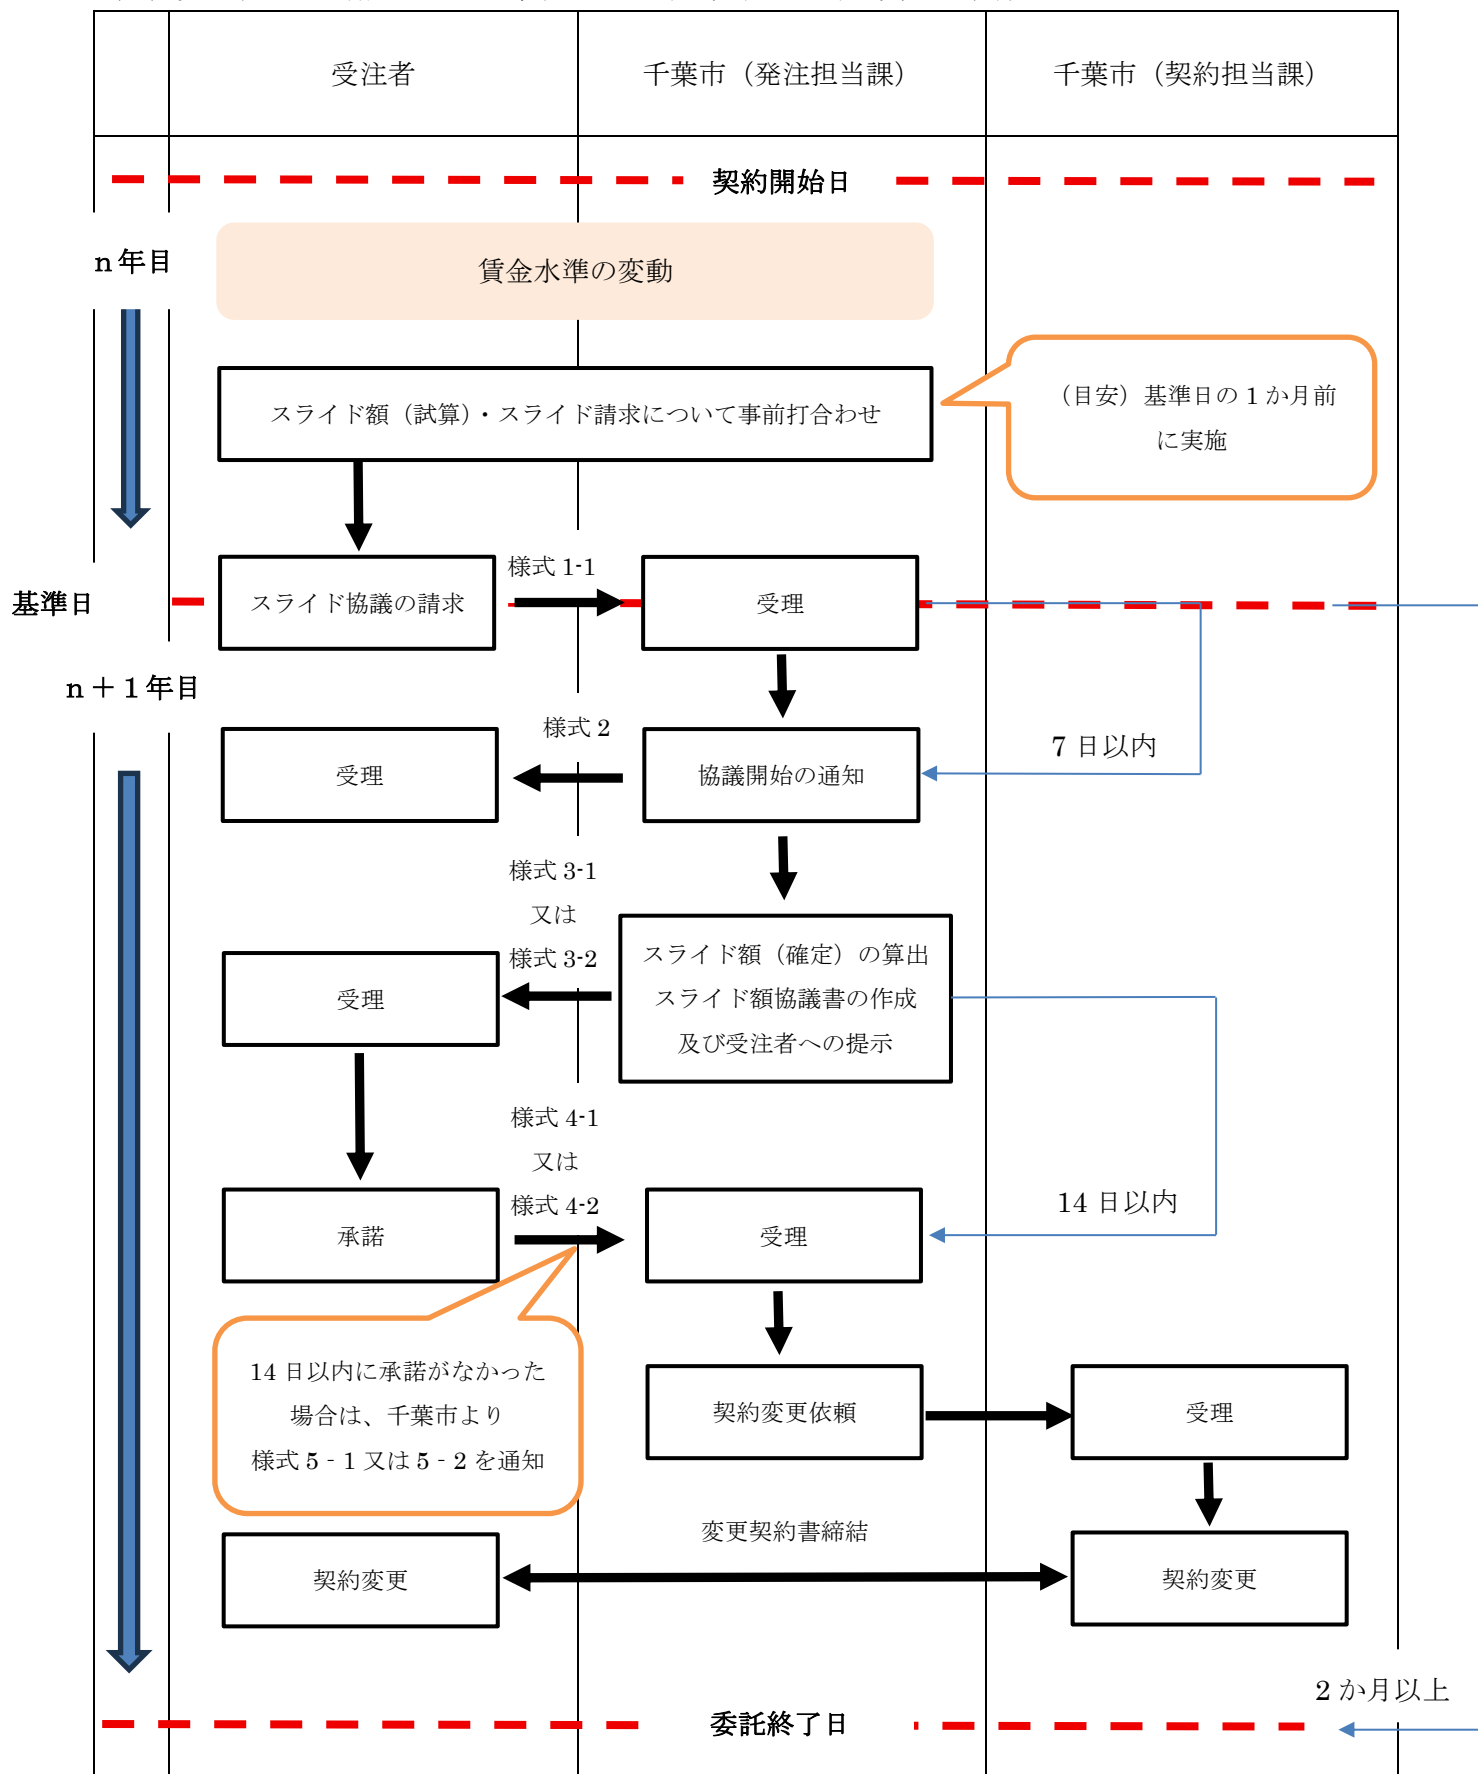 受注者
千葉市（発注担当課）
千葉市（契約担当課）
契約開始日
n年目
賃金水準の変動
スライド額（試算）・スライド請求について事前打合わせ
（目安）基準日の1か月前
に実施
基準日
スライド協議の請求
様式1-1
受理
n＋1年目
受理
様式2
協議開始の通知
7日以内
様式3-1
又は
様式3-2
受理
スライド額（確定）の算出
スライド額協議書の作成
及び受注者への提示
様式4-1
又は
様式4-2
承諾
受理
14日以内
14日以内に承諾がなかった
場合は、千葉市より
様式5‐1又は5‐2を通知
契約変更依頼
受理
変更契約書締結
契約変更
契約変更
2か月以上
委託終了日